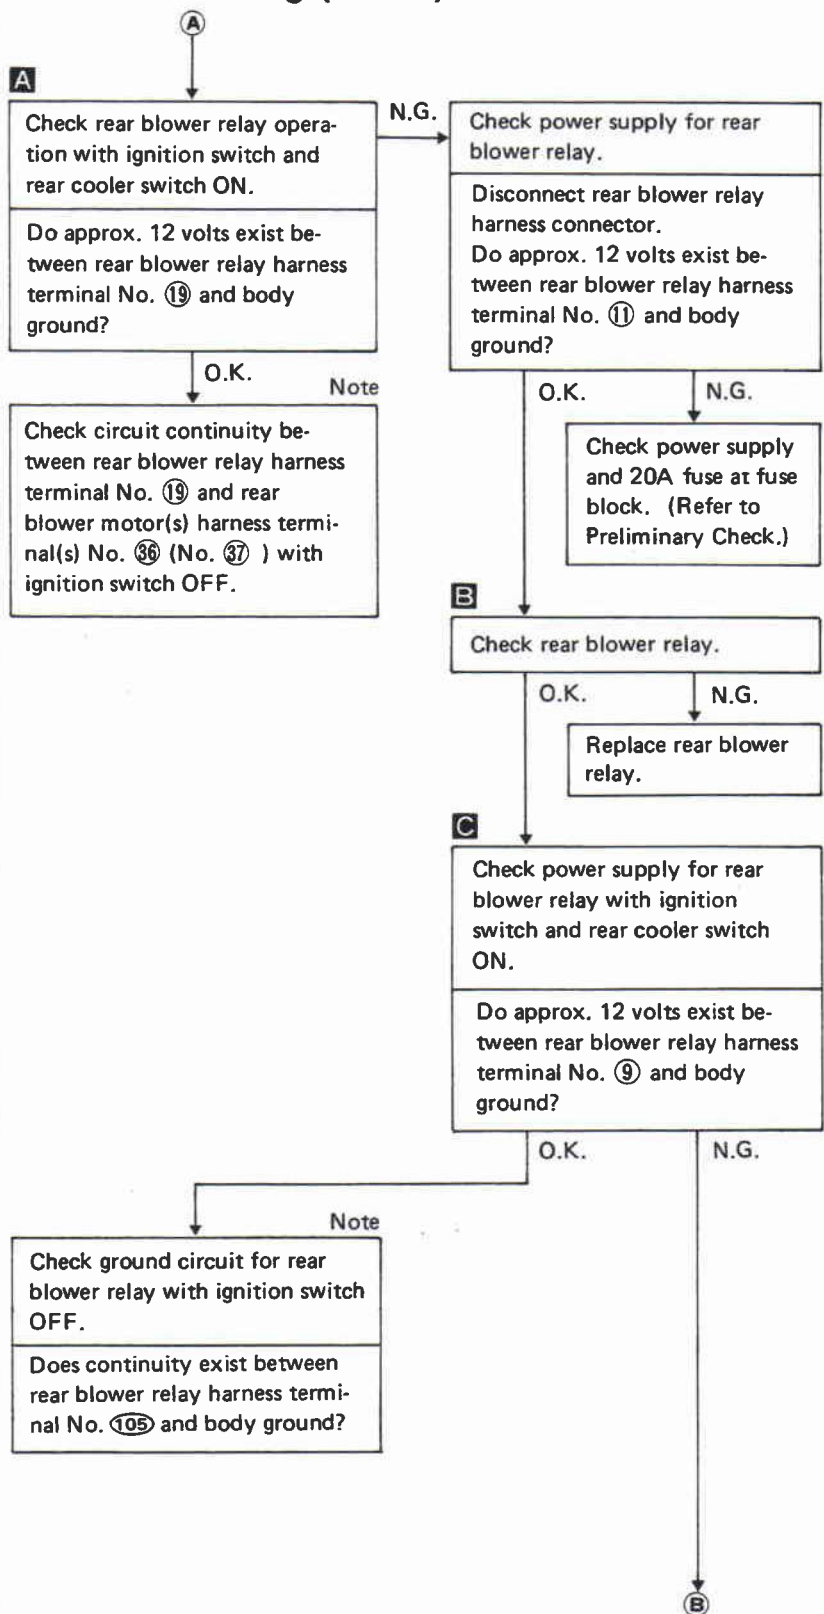 Ⓐ
A
Check rear blower relay opera-
tion with ignition switch and
rear cooler switch ON.
Do approx. 12 volts exist be-
tween rear blower relay harness
terminal No. ⑲ and body
ground?
N.G.
Check power supply for rear
blower relay.
Disconnect rear blower relay
harness connector.
Do approx. 12 volts exist be-
tween rear blower relay harness
terminal No. ⑪ and body
ground?
O.K.
Note
Check circuit continuity be-
tween rear blower relay harness
terminal No. ⑲ and rear
blower motor(s) harness termi-
nal(s) No. ㊱ (No. ㊲ ) with
ignition switch OFF.
O.K.
N.G.
Check power supply
and 20A fuse at fuse
block. (Refer to
Preliminary Check.)
B
Check rear blower relay.
O.K.
N.G.
Replace rear blower
relay.
C
Check power supply for rear
blower relay with ignition
switch and rear cooler switch
ON.
Do approx. 12 volts exist be-
tween rear blower relay harness
terminal No. ⑨ and body
ground?
O.K.
N.G.
Note
Check ground circuit for rear
blower relay with ignition switch
OFF.
Does continuity exist between
rear blower relay harness termi-
nal No. (105) and body ground?
Ⓑ